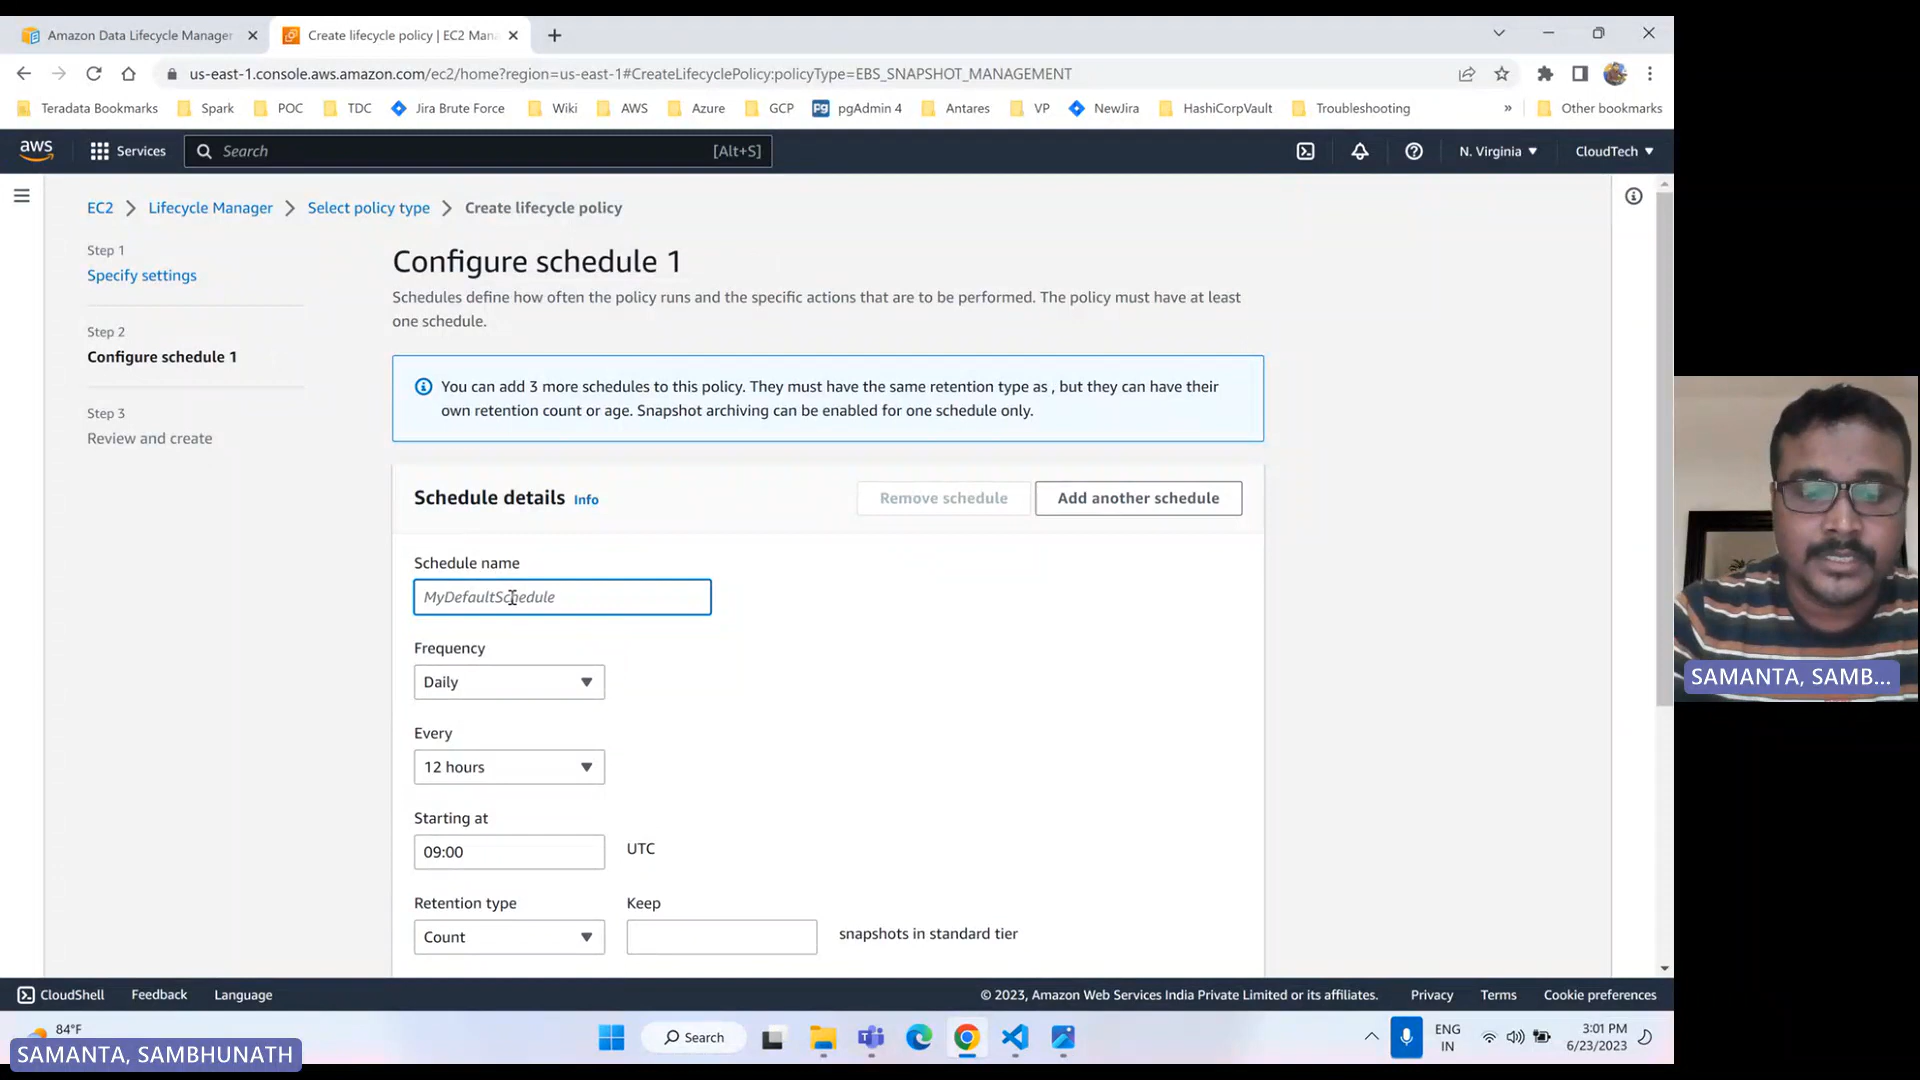 Amazon Data Lifecycle Manager
Create lifecycle policy | EC2 Man
us-east-1.console.aws.amazon.com/ec2/home?region=us-east-1#CreateLifecyclePolicy:policyType=EBS_SNAPSHOT_MANAGEMENT
Teradata Bookmarks Spark POC TDC Jira Brute Force Wiki AWS Azure GCP pgAdmin 4 Antares VP NewJira HashiCorpVault Troubleshooting » Other bookmarks
aws Services Search [Alt+S] N. Virginia CloudTech
EC2 Lifecycle Manager Select policy type Create lifecycle policy
Step 1
Specify settings
Step 2
Configure schedule 1
Step 3
Review and create
Configure schedule 1
Schedules define how often the policy runs and the specific actions that are to be performed. The policy must have at least
one schedule.
You can add 3 more schedules to this policy. They must have the same retention type as , but they can have their
own retention count or age. Snapshot archiving can be enabled for one schedule only.
Schedule details Info Remove schedule Add another schedule
Schedule name
MyDefaultSchedule
Frequency
Daily
Every
12 hours
Starting at
09:00 UTC
Retention type Keep
Count snapshots in standard tier
SAMANTA, SAMB...
CloudShell Feedback Language © 2023, Amazon Web Services India Private Limited or its affiliates. Privacy Terms Cookie preferences
84°F
Search
ENG
IN
3:01 PM
6/23/2023
SAMANTA, SAMBHUNATH